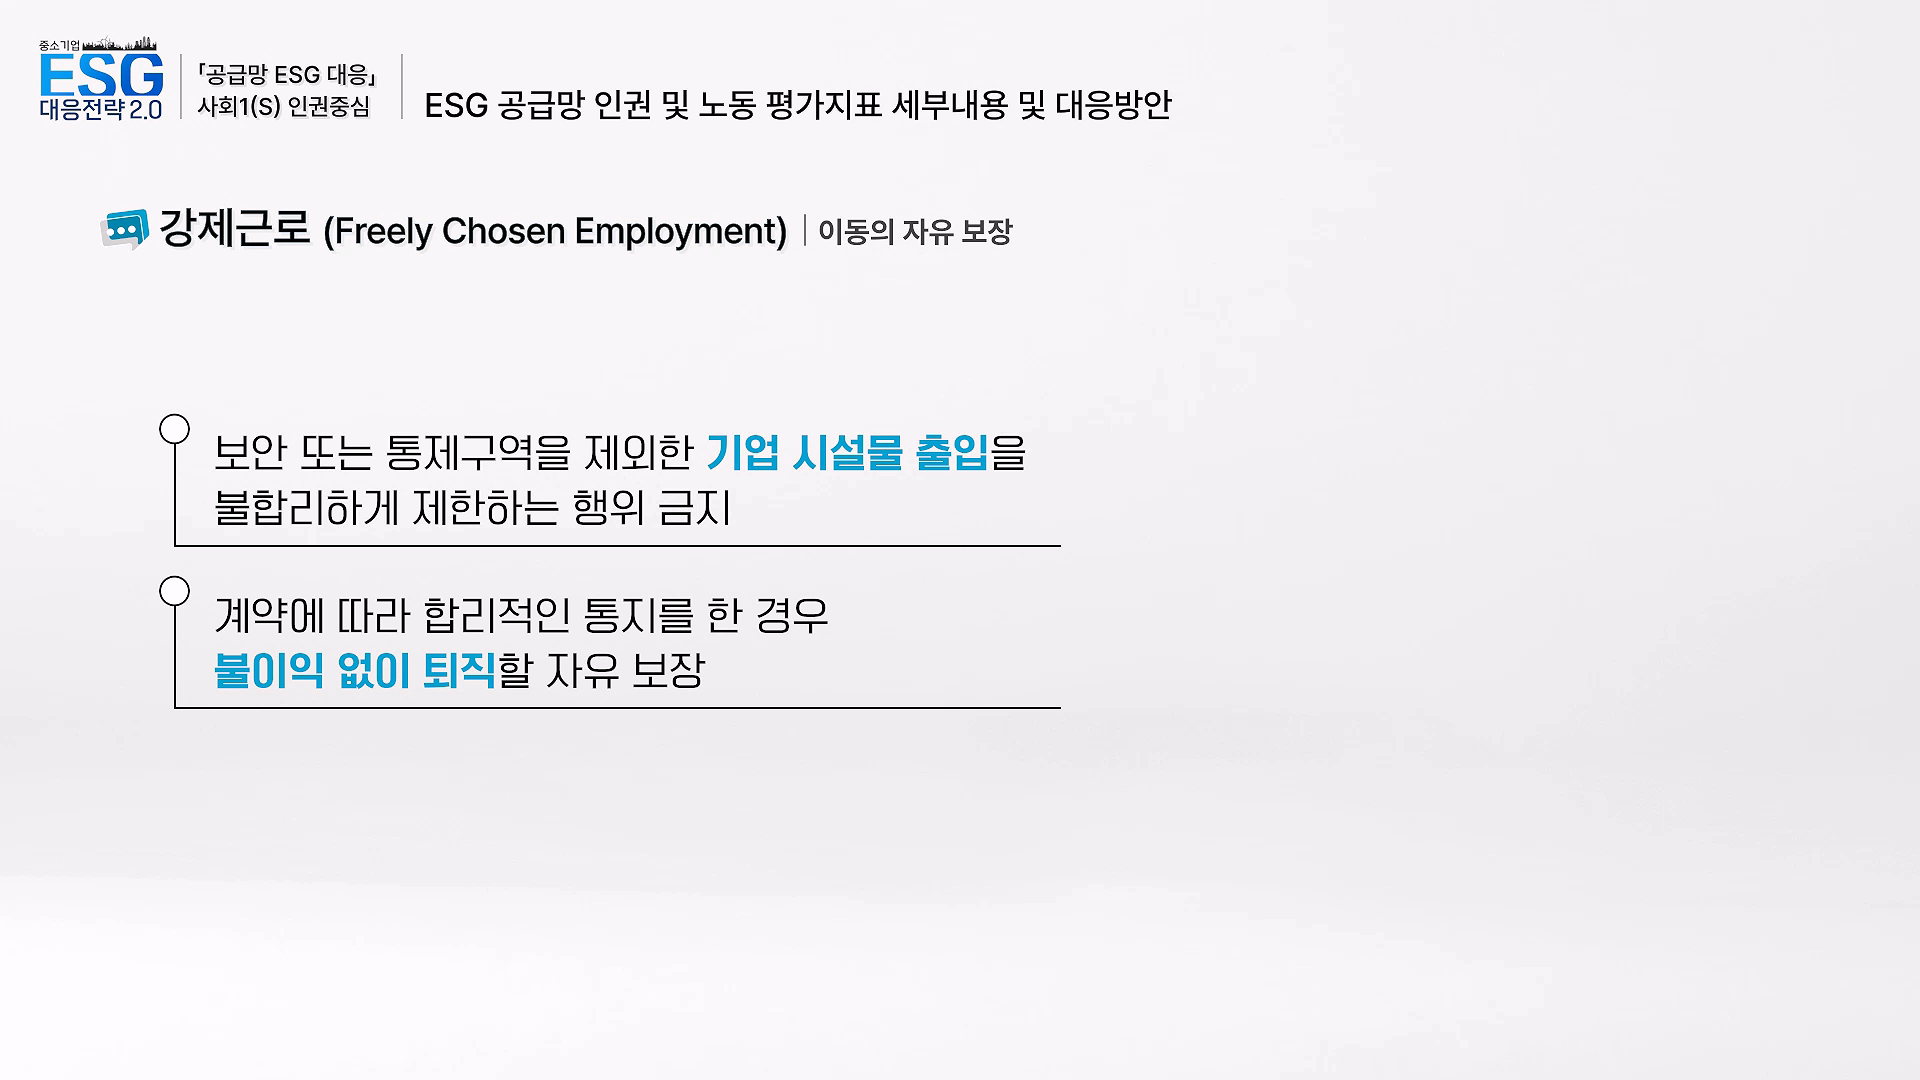 중소기업
ESG
대응전략 2.0
「공급망 ESG 대응」
사회1(S) 인권중심
ESG 공급망 인권 및 노동 평가지표 세부내용 및 대응방안
강제근로 (Freely Chosen Employment) 이동의 자유 보장
보안 또는 통제구역을 제외한 기업 시설물 출입을
불합리하게 제한하는 행위 금지
계약에 따라 합리적인 통지를 한 경우
불이익 없이 퇴직할 자유 보장